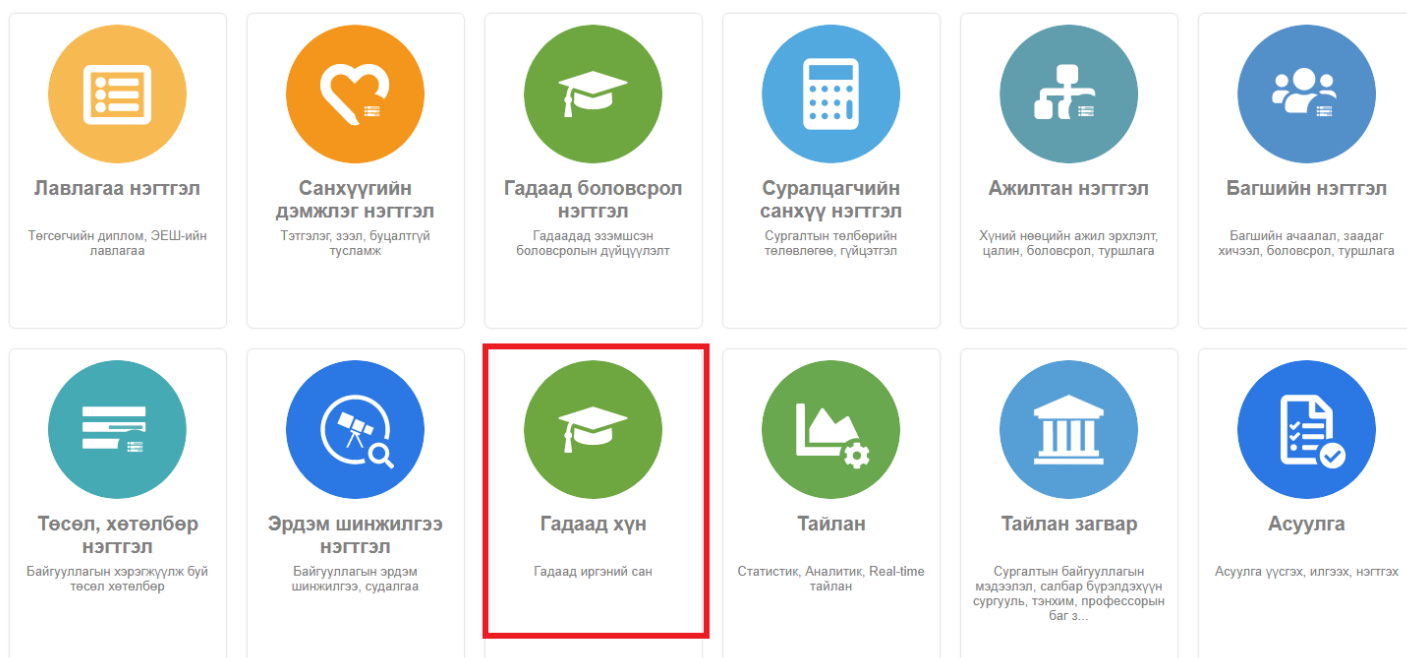 Лавлагаа нэгтгэл
Төгсөгчийн диплом, ЭЕШ-ийн
лавлагаа
Санхүүгийн
дэмжлэг нэгтгэл
Тэтгэлэг, зээл, буцалтгүй
тусламж
Гадаад боловсрол
нэгтгэл
Гадаадад эзэмшсэн
боловсролын дүйцүүлэлт
Суралцагчийн
санхүү нэгтгэл
Сургалтын төлбөрийн
төлөвлөгөө, гүйцэтгэл
Ажилтан нэгтгэл
Хүний нөөцийн ажил эрхлэлт,
цалин, боловсрол, туршлага
Багшийн нэгтгэл
Багшийн ачаалал, заадаг
хичээл, боловсрол, туршлага
Төсөл, хөтөлбөр
нэгтгэл
Байгууллагын хэрэгжүүлж буй
төсөл хөтөлбөр
Эрдэм шинжилгээ
нэгтгэл
Байгууллагын эрдэм
шинжилгээ, судалгаа
Гадаад хүн
Гадаад иргэний сан
Тайлан
Статистик, Аналитик, Real-time
тайлан
Тайлан загвар
Сургалтын байгууллагын
мэдээлэл, салбар бүрэлдэхүүн
сургууль, тэнхим, профессорын
баг з...
Асуулга
Асуулга үүсгэх, илгээх, нэгтгэх